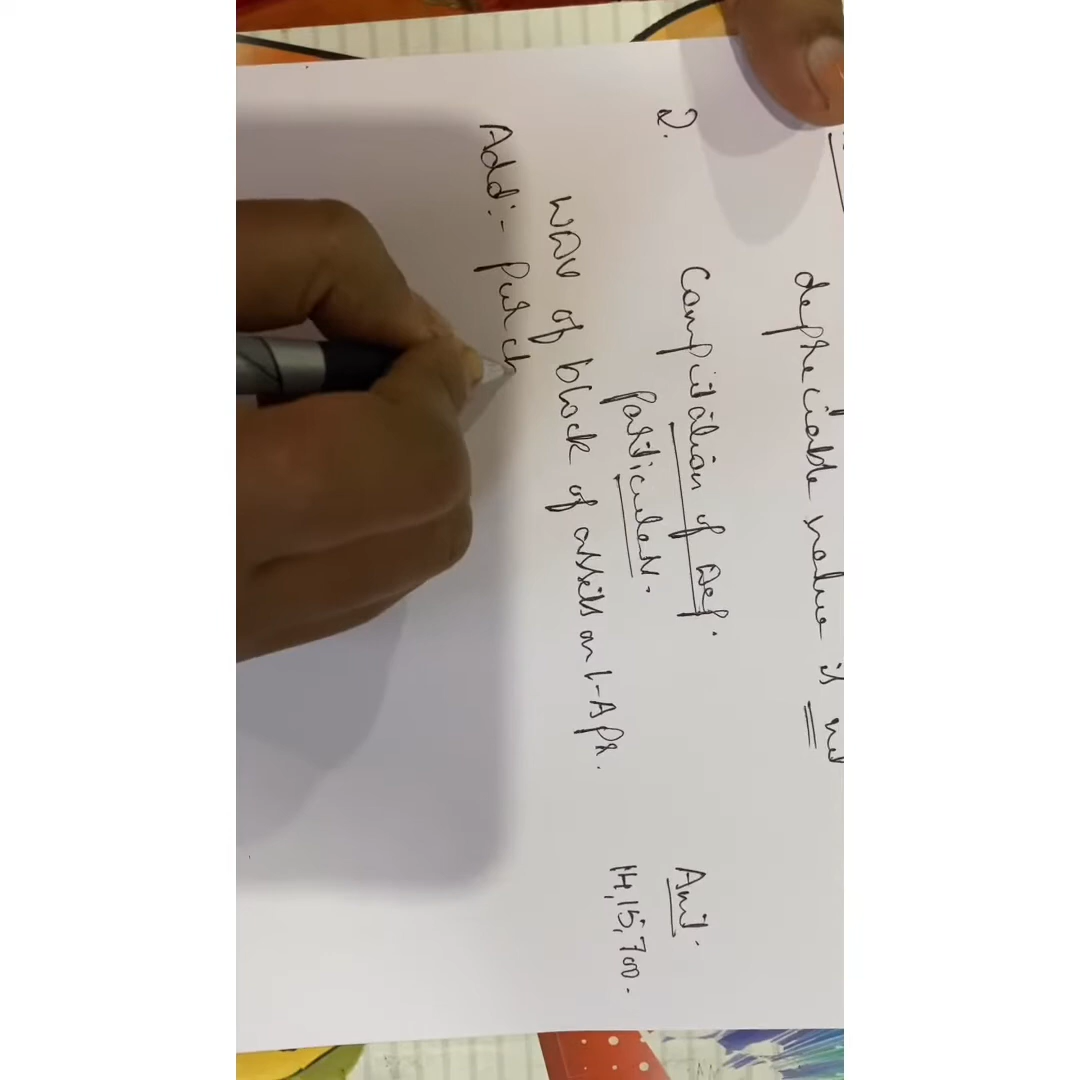 depreciable value is
2. Computation of Dep.
Particulars. Amt.
14,15,700.
WDV of block of assets on 1-Apr.
Add:- Purch